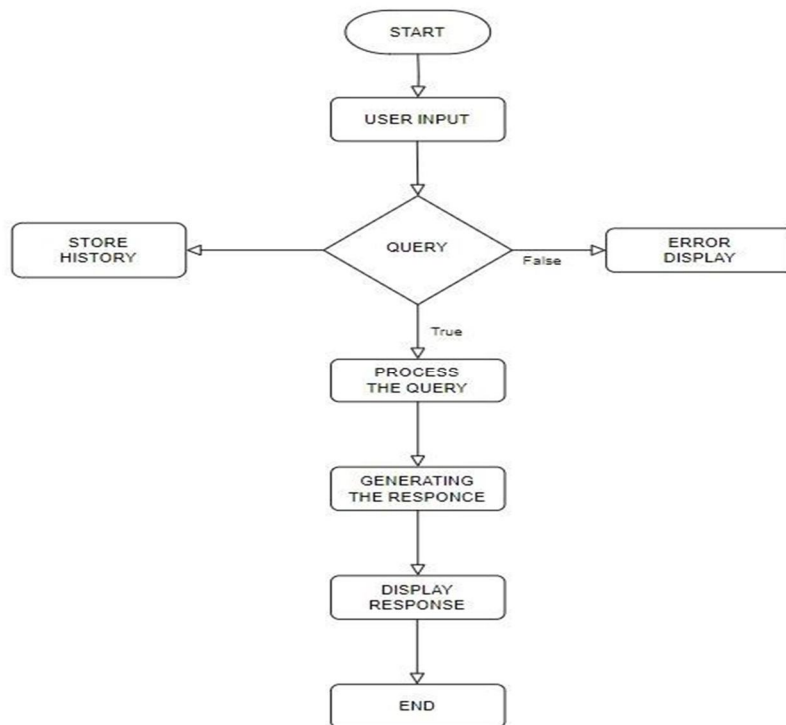 START
USER INPUT
QUERY
STORE
HISTORY
False
ERROR
DISPLAY
True
PROCESS
THE QUERY
GENERATING
THE RESPONCE
DISPLAY
RESPONSE
END